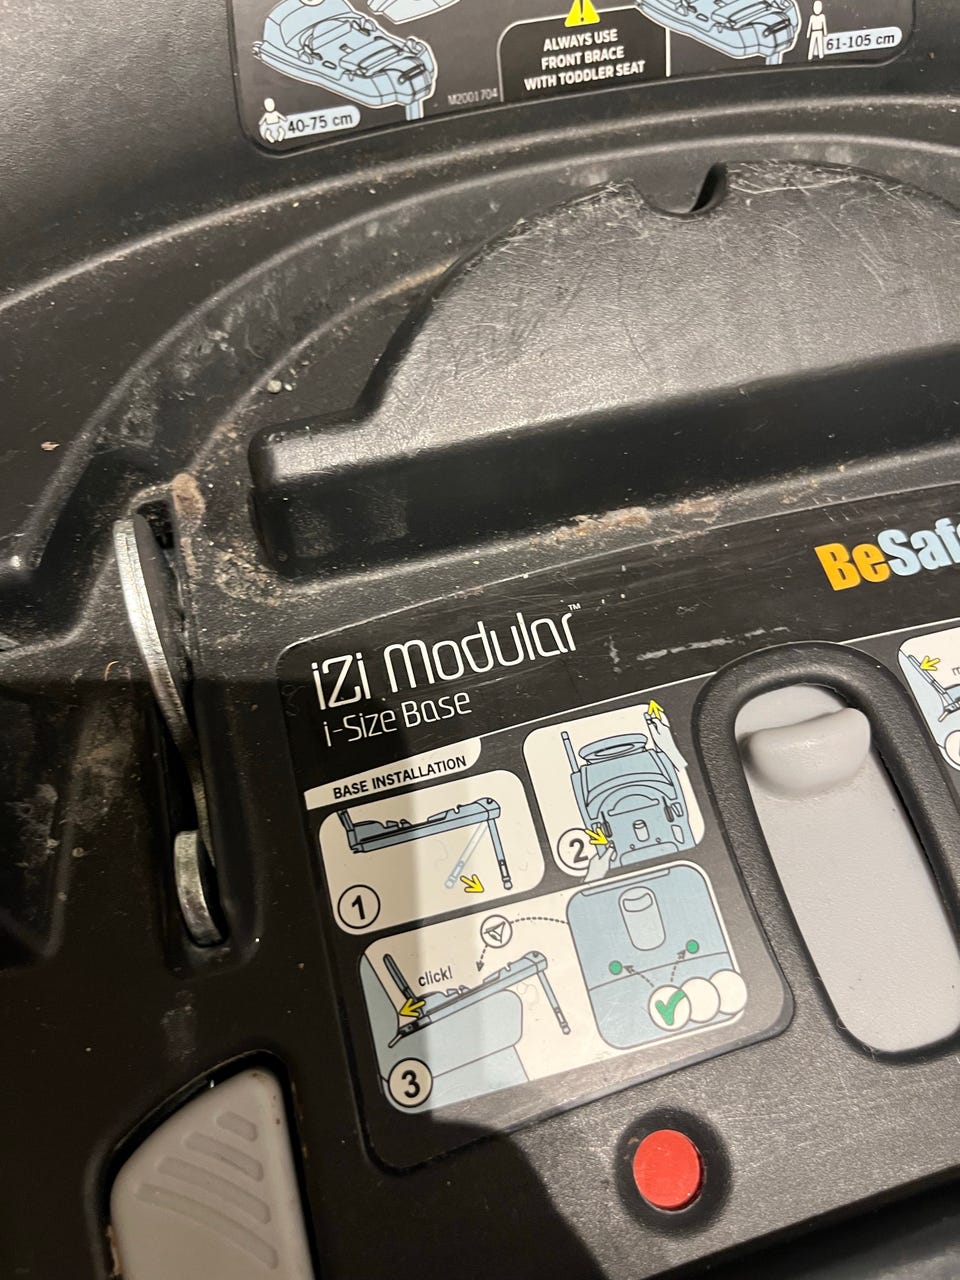 ALWAYS USE
FRONT BRACE
WITH TODDLER SEAT
61-105 cm
M2001704
40-75 cm
BeSafe
iZi Modular™
i-Size Base
BASE INSTALLATION
1
2
click!
3